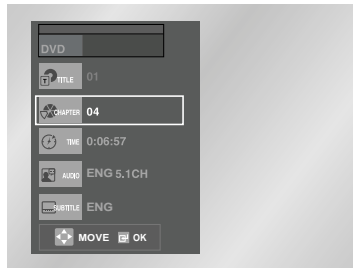 DVD
TITLE 01
CHAPTER 04
TIME 0:06:57
AUDIO ENG 5.1CH
SUBTITLE ENG
MOVE OK